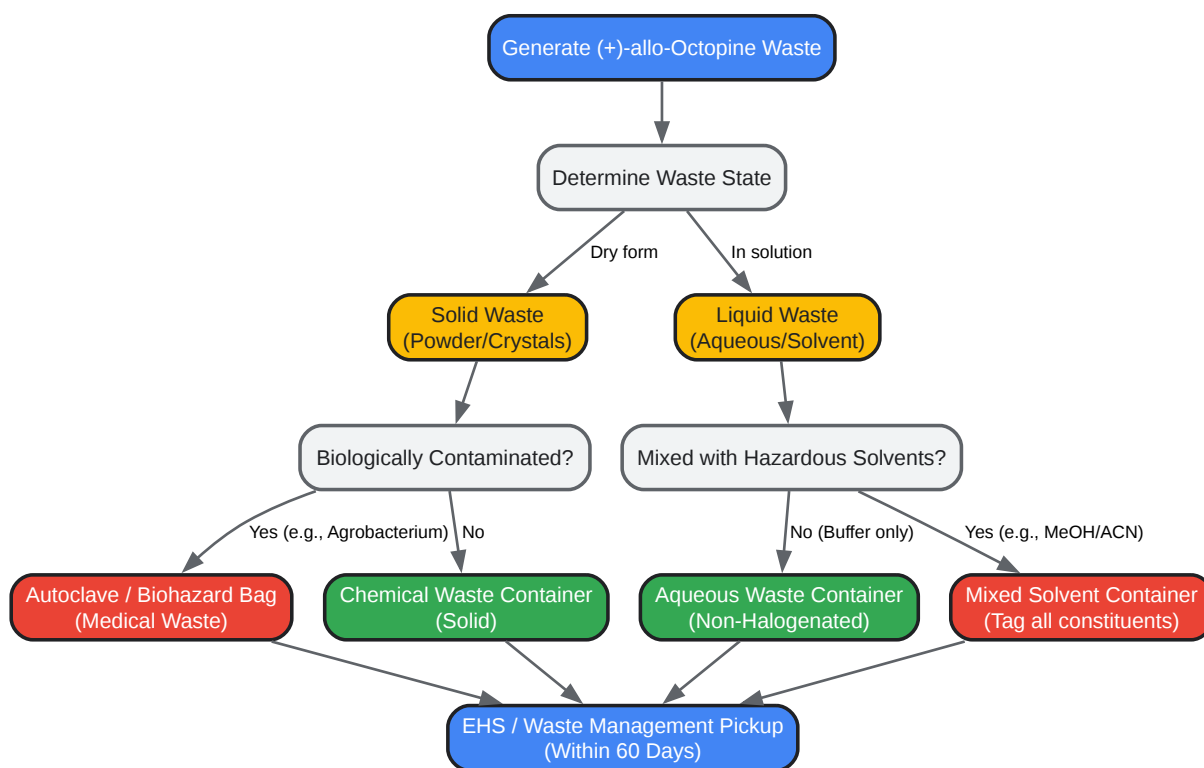 Generate (+)-allo-Octopine Waste
Determine Waste State
Dry form
In solution
Solid Waste
(Powder/Crystals)
Liquid Waste
(Aqueous/Solvent)
Biologically Contaminated?
Mixed with Hazardous Solvents?
Yes (e.g., Agrobacterium)
No
No (Buffer only)
Yes (e.g., MeOH/ACN)
Autoclave / Biohazard Bag
(Medical Waste)
Chemical Waste Container
(Solid)
Aqueous Waste Container
(Non-Halogenated)
Mixed Solvent Container
(Tag all constituents)
EHS / Waste Management Pickup
(Within 60 Days)